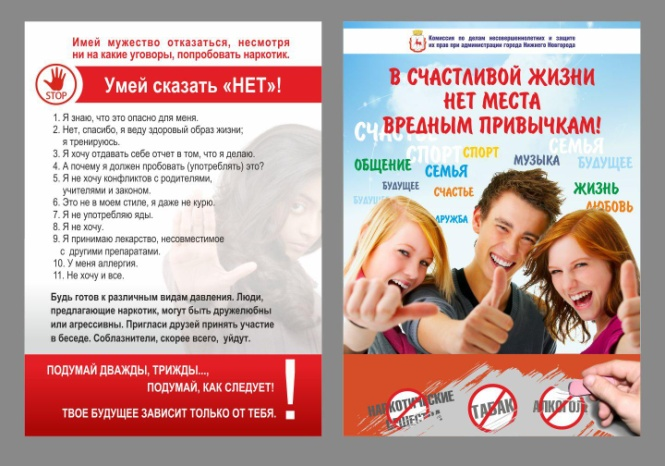 Имей мужество отказаться, несмотря
ни на какие уговоры, попробовать наркотик.
STOP
Умей сказать «НЕТ»!
1. Я знаю, что это опасно для меня.
2. Нет, спасибо, я веду здоровый образ жизни;
я тренируюсь.
3. Я хочу отдавать себе отчет в том, что я делаю.
4. А почему я должен пробовать (употреблять) это?
5. Я не хочу конфликтов с родителями,
учителями и законом.
6. Это не в моем стиле, я даже не курю.
7. Я не употребляю яды.
8. Я не хочу.
9. Я принимаю лекарство, несовместимое
с другими препаратами.
10. У меня аллергия.
11. Не хочу и все.
Будь готов к различным видам давления. Люди,
предлагающие наркотик, могут быть дружелюбны
или агрессивны. Пригласи друзей принять участие
в беседе. Соблазнители, скорее всего, уйдут.
ПОДУМАЙ ДВАЖДЫ, ТРИЖДЫ...,
ПОДУМАЙ, КАК СЛЕДУЕТ!
ТВОЕ БУДУЩЕЕ ЗАВИСИТ ТОЛЬКО ОТ ТЕБЯ.
!
Комиссия по делам несовершеннолетних и защите
их прав при администрации города Нижнего Новгорода
В СЧАСТЛИВОЙ ЖИЗНИ
НЕТ МЕСТА
ВРЕДНЫМ ПРИВЫЧКАМ!
СЧАСТЬЕ
СПОРТ
СПОРТ
СЕМЬЯ
ОБЩЕНИЕ
СЕМЬЯ
МУЗЫКА
БУДУЩЕЕ
БУДУЩЕЕ
СЧАСТЬЕ
ЖИЗНЬ
БУДУЩЕЕ
ЛЮБОВЬ
ДРУЖБА
НАРКОТИЧЕСКИЕ
ВЕЩЕСТВА
ТАБАК
АЛКОГОЛЬ